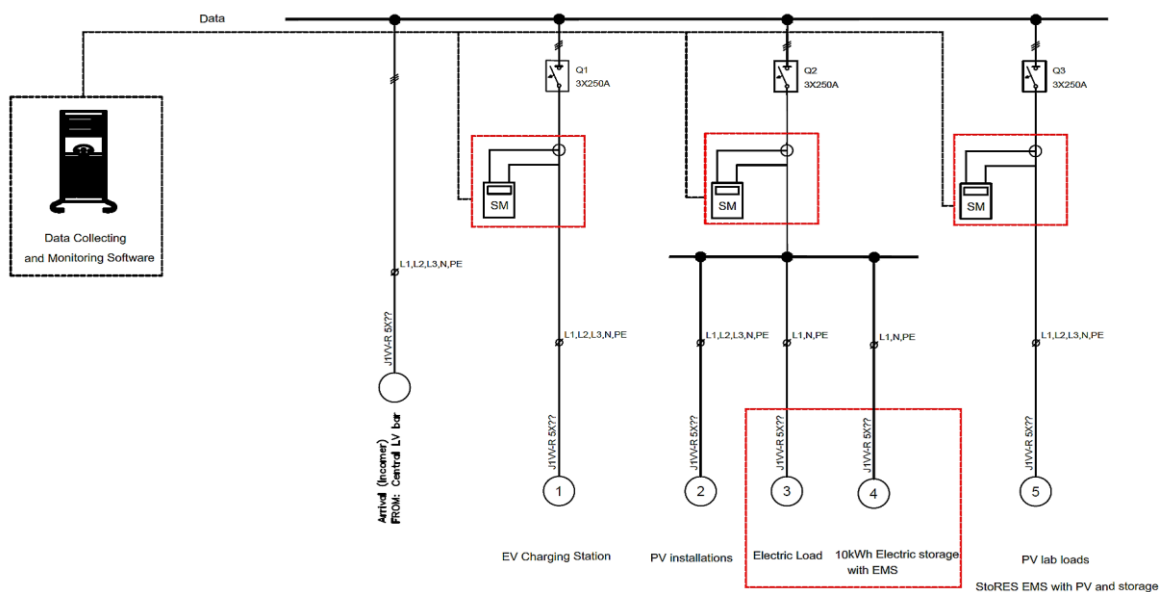 Data
Q1
3X250A
Q2
3X250A
Q3
3X250A
SM
SM
SM
Data Collecting
and Monitoring Software
L1,L2,L3,N,PE
L1,L2,L3,N,PE
L1,L2,L3,N,PE
L1,N,PE
L1,N,PE
L1,L2,L3,N,PE
J1VV-R 5X??
J1VV-R 5X??
J1VV-R 5X??
J1VV-R 5X??
J1VV-R 5X??
J1VV-R 5X??
Arrival (Incomer)
FROM: Central LV bar
1
2
3
4
5
EV Charging Station
PV installations
Electric Load
10kWh Electric storage
with EMS
PV lab loads
StoRES EMS with PV and storage